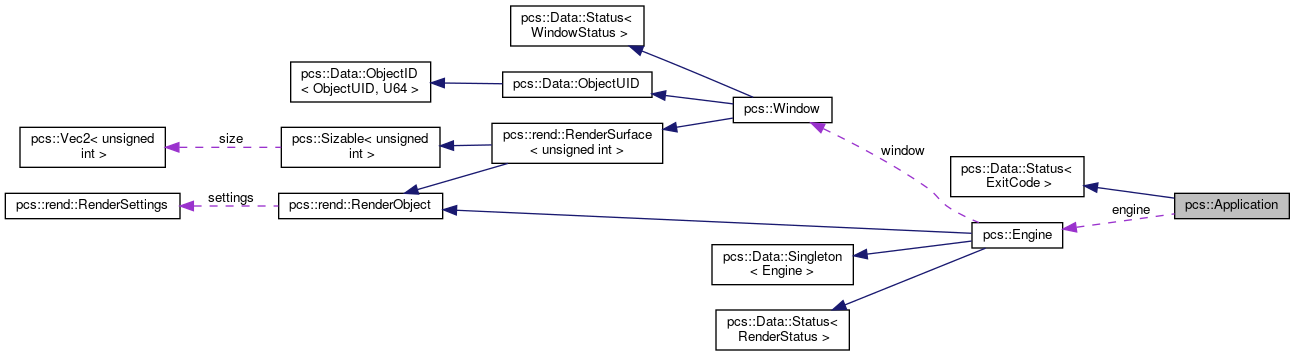 pcs::Data::Status<
WindowStatus >
pcs::Data::ObjectID
< ObjectUID, U64 >
pcs::Data::ObjectUID
pcs::Window
pcs::Vec2< unsigned
int >
size
pcs::Sizable< unsigned
int >
pcs::rend::RenderSurface
< unsigned int >
window
pcs::Data::Status<
ExitCode >
pcs::rend::RenderSettings
settings
pcs::rend::RenderObject
engine
pcs::Application
pcs::Engine
pcs::Data::Singleton
< Engine >
pcs::Data::Status<
RenderStatus >